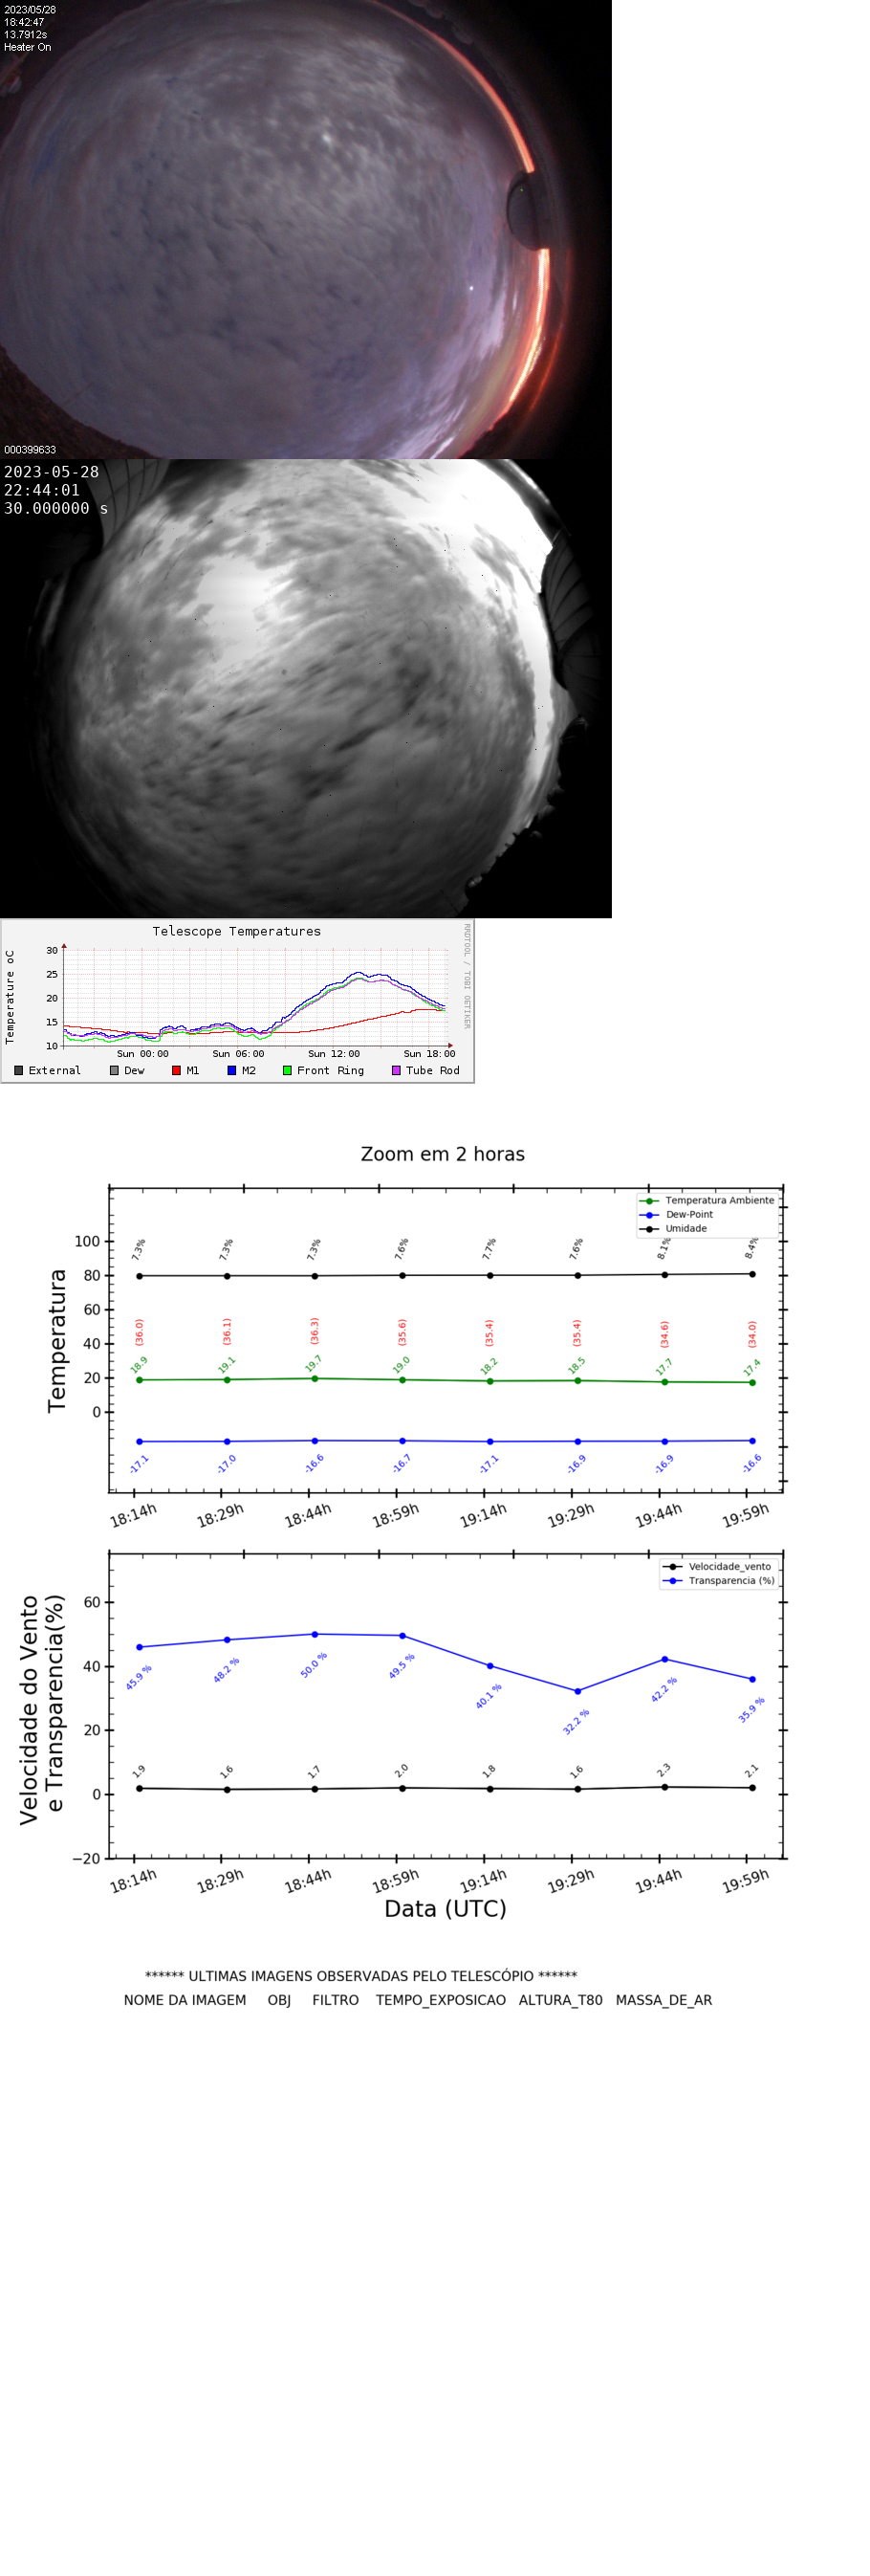 2023/05/28
18:42:47
13.7912s
Heater On
000399633
2023-05-28
22:44:01
30.000000 s
Telescope Temperatures
RRDTOOL / TOBI OETIKER
Temperature oC
30
25
20
15
10
Sun 00:00 Sun 06:00 Sun 12:00 Sun 18:00
External Dew M1 M2 Front Ring Tube Rod
Zoom em 2 horas
Temperatura Ambiente
Dew-Point
Umidade
Temperatura
100
80
60
40
20
0
7.3% 7.3% 7.3% 7.6% 7.7% 7.6% 8.1% 8.4%
(36.0) (36.1) (36.3) (35.6) (35.4) (35.4) (34.6) (34.0)
18.9 19.1 19.7 19.0 18.2 18.5 17.7 17.4
-17.1 -17.0 -16.6 -16.7 -17.1 -16.9 -16.9 -16.6
18:14h 18:29h 18:44h 18:59h 19:14h 19:29h 19:44h 19:59h
Velocidade_vento
Transparencia (%)
Velocidade do Vento
e Transparencia(%)
60
40
20
0
−20
45.9 % 48.2 % 50.0 % 49.5 % 40.1 % 32.2 % 42.2 % 35.9 %
1.9 1.6 1.7 2.0 1.8 1.6 2.3 2.1
18:14h 18:29h 18:44h 18:59h 19:14h 19:29h 19:44h 19:59h
Data (UTC)
****** ULTIMAS IMAGENS OBSERVADAS PELO TELESCÓPIO ******
NOME DA IMAGEM OBJ FILTRO TEMPO_EXPOSICAO ALTURA_T80 MASSA_DE_AR